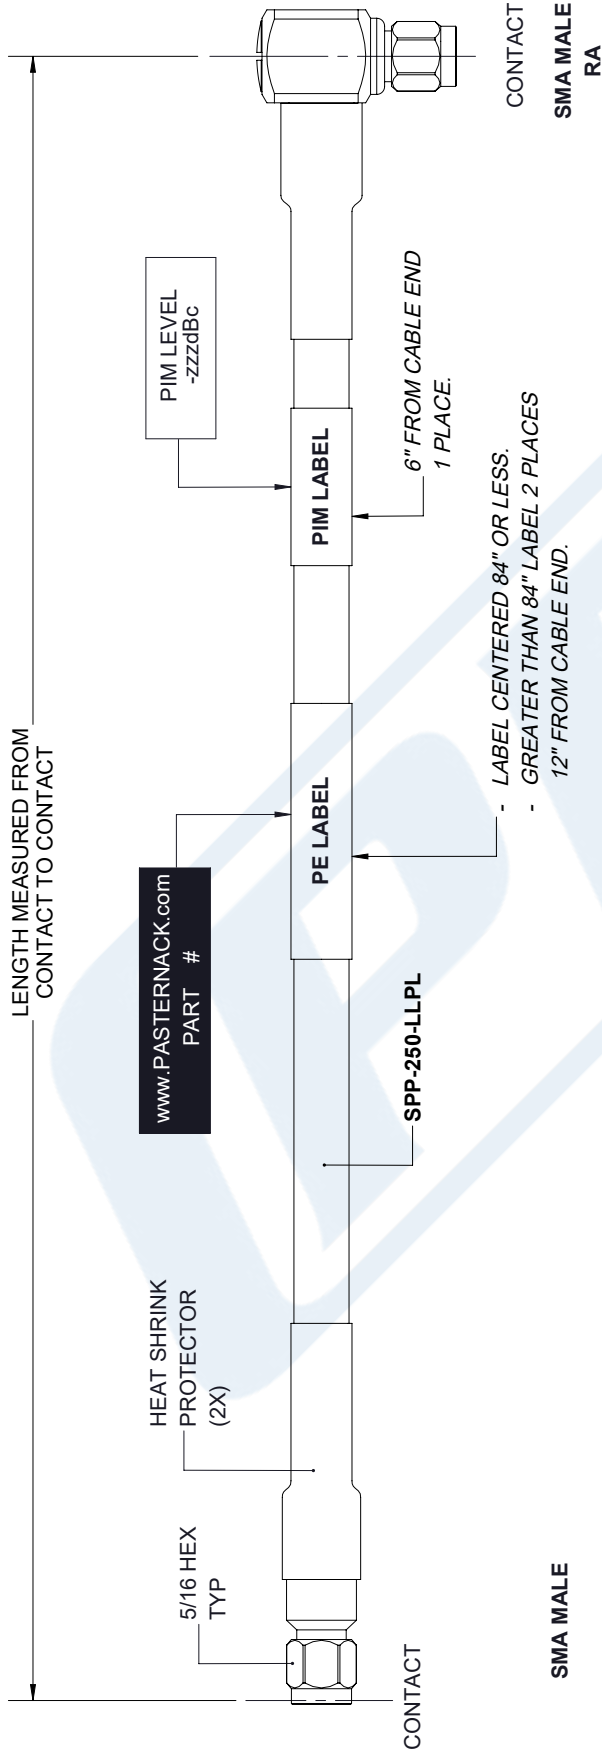 LENGTH MEASURED FROM
CONTACT TO CONTACT
www.PASTERNACK.com
PART #
PIM LEVEL
-zzzdBc
HEAT SHRINK
PROTECTOR
(2X)
5/16 HEX
TYP
PE LABEL
PIM LABEL
6" FROM CABLE END
1 PLACE.
SPP-250-LLPL
- LABEL CENTERED 84" OR LESS.
- GREATER THAN 84" LABEL 2 PLACES
12" FROM CABLE END.
CONTACT
SMA MALE
CONTACT
SMA MALE
RA